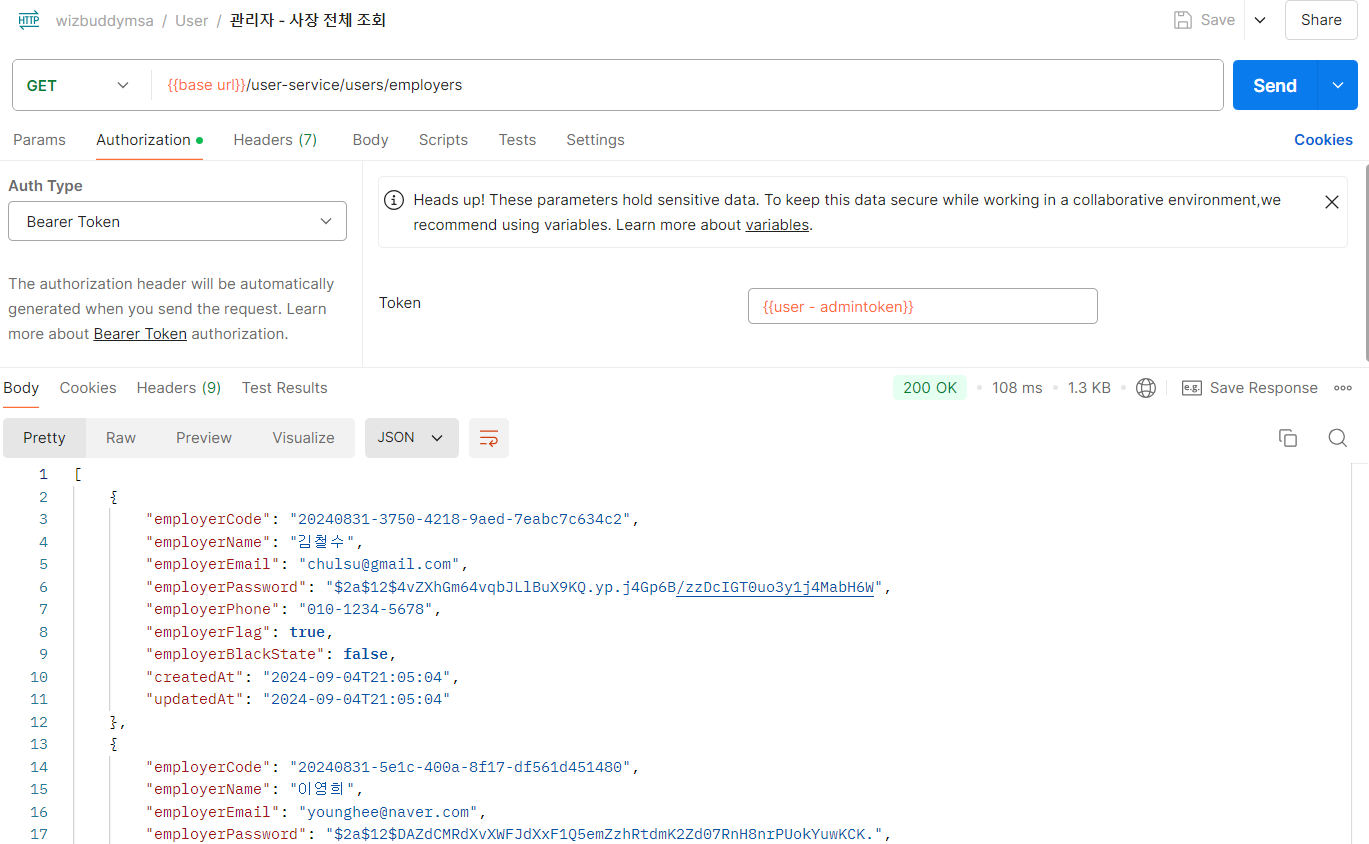 HTTP wizbuddymsa / User / 관리자 - 사장 전체 조회 Save Share
GET {{base url}}/user-service/users/employers Send
Params Authorization Headers (7) Body Scripts Tests Settings Cookies
Auth Type
Bearer Token
The authorization header will be automatically
generated when you send the request. Learn
more about Bearer Token authorization.
Heads up! These parameters hold sensitive data. To keep this data secure while working in a collaborative environment,we
recommend using variables. Learn more about variables.
Token {{user - admintoken}}
Body Cookies Headers (9) Test Results 200 OK 108 ms 1.3 KB e.g. Save Response
Pretty Raw Preview Visualize JSON
1 [
2 {
3 "employerCode": "20240831-3750-4218-9aed-7eabc7c634c2",
4 "employerName": "김철수",
5 "employerEmail": "chulsu@gmail.com",
6 "employerPassword": "$2a$12$4vZXhGm64vqbJLlBuX9KQ.yp.j4Gp6B/zzDcIGT0uo3y1j4MabH6W",
7 "employerPhone": "010-1234-5678",
8 "employerFlag": true,
9 "employerBlackState": false,
10 "createdAt": "2024-09-04T21:05:04",
11 "updatedAt": "2024-09-04T21:05:04"
12 },
13 {
14 "employerCode": "20240831-5e1c-400a-8f17-df561d451480",
15 "employerName": "이영희",
16 "employerEmail": "younghee@naver.com",
17 "employerPassword": "$2a$12$DAZdCMRdXvXWFJdXxF1Q5emZzhRtdmK2Zd07RnH8nrPUokYuwKCK.",